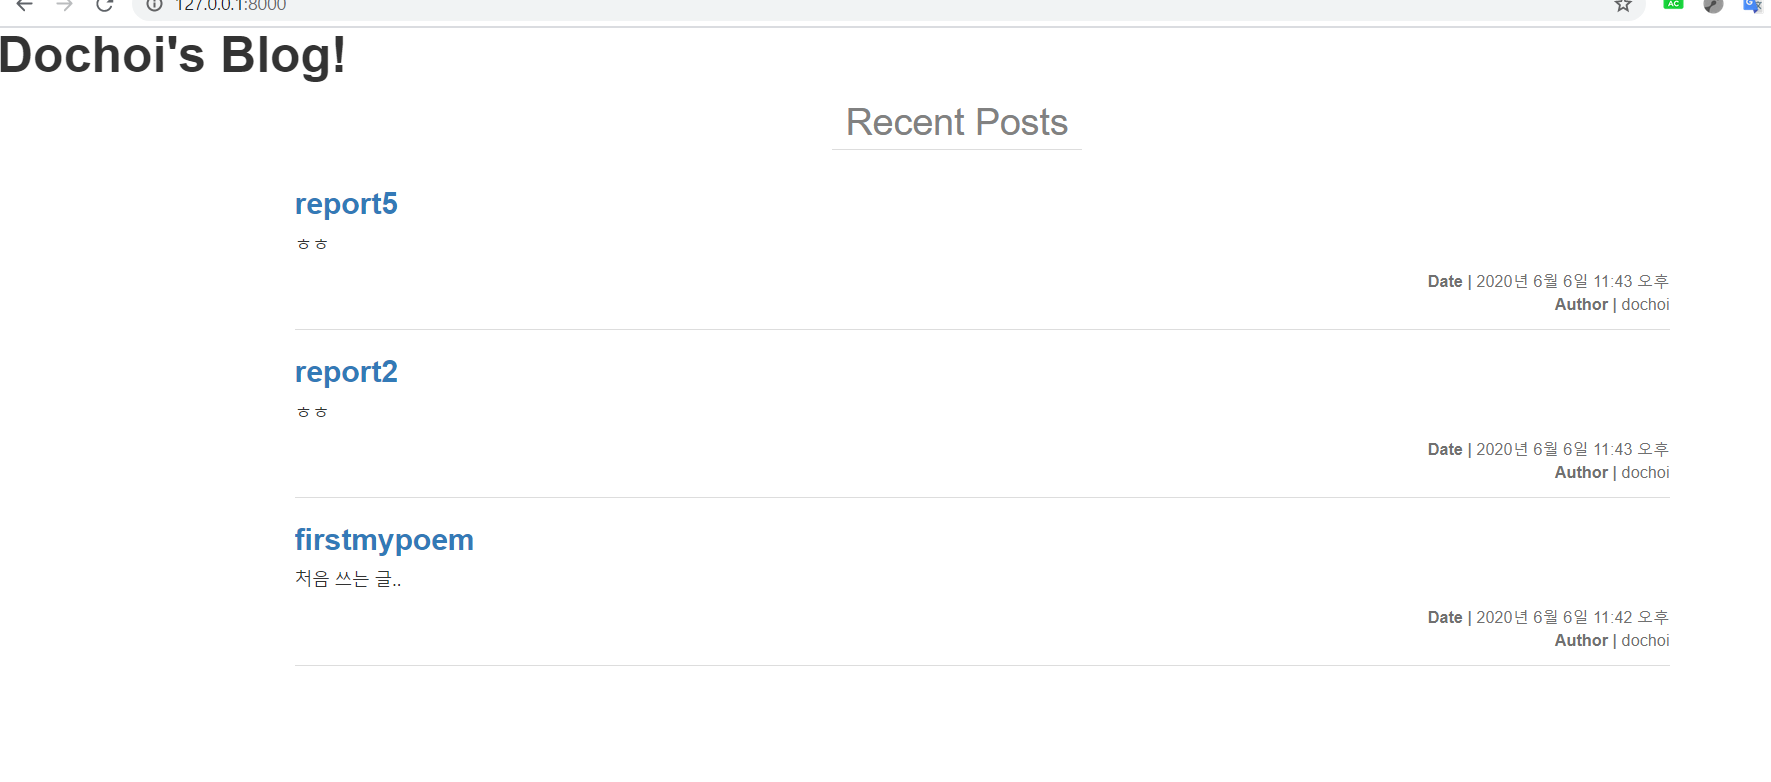 127.0.0.1:8000
AC
Dochoi's Blog!
Recent Posts
report5
ㅎㅎ
Date | 2020년 6월 6일 11:43 오후
Author | dochoi
report2
ㅎㅎ
Date | 2020년 6월 6일 11:43 오후
Author | dochoi
firstmypoem
처음 쓰는 글..
Date | 2020년 6월 6일 11:42 오후
Author | dochoi